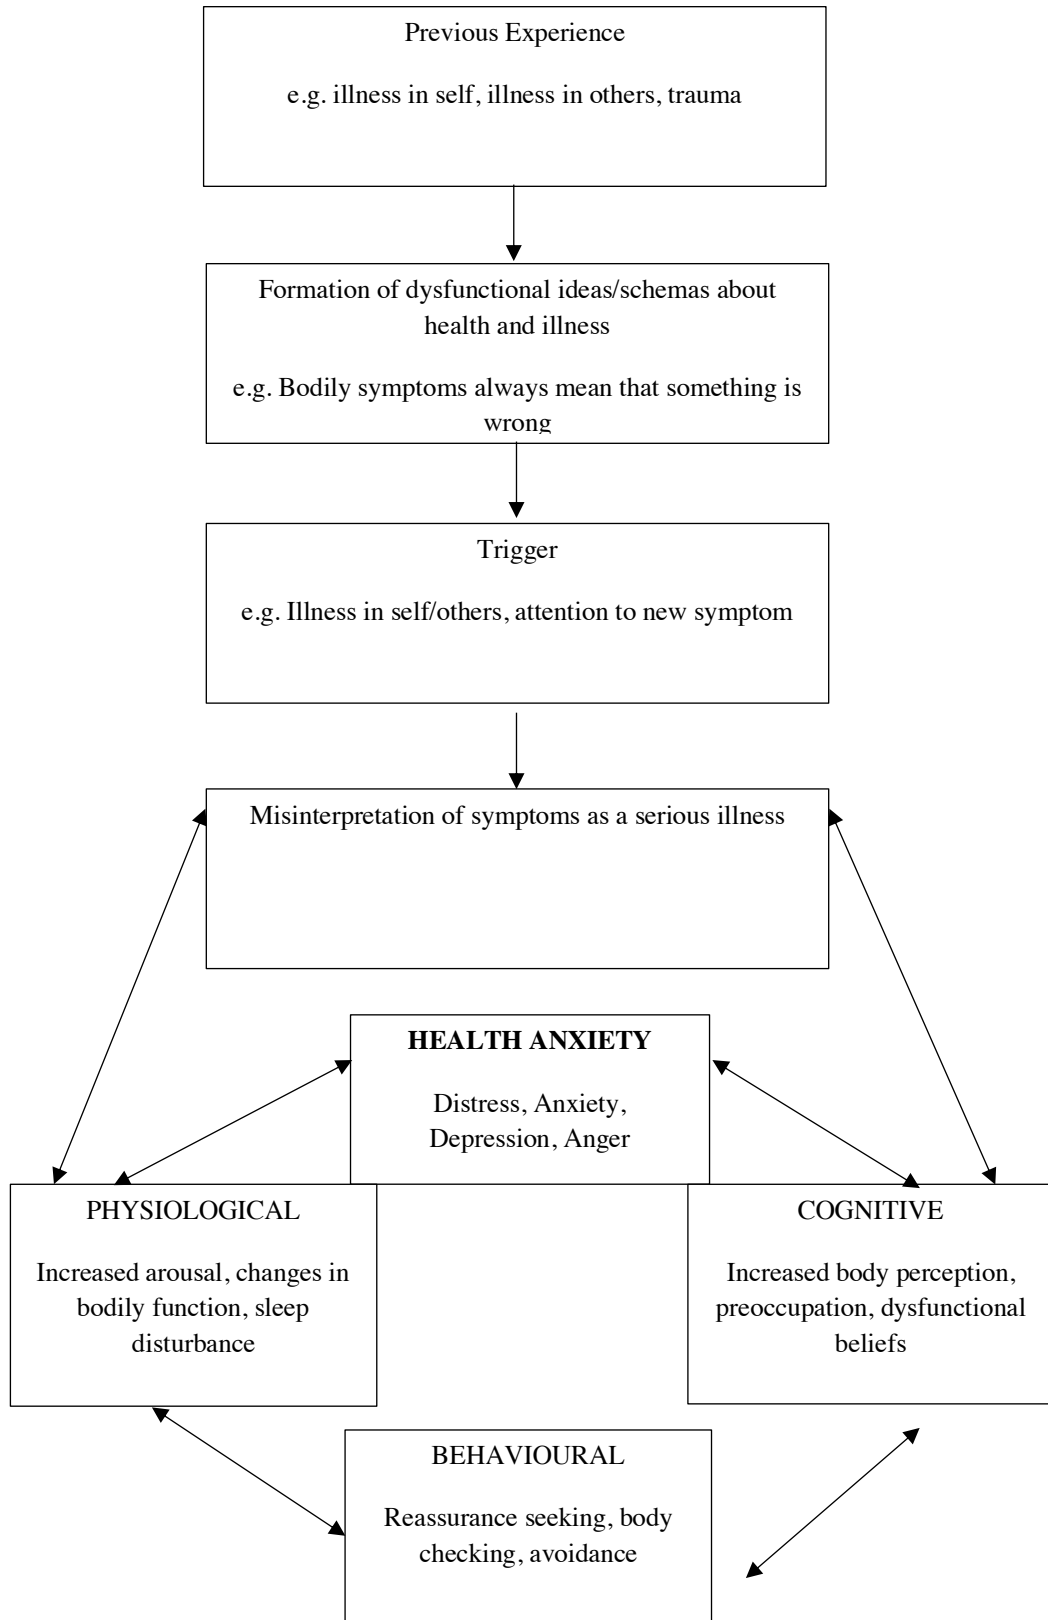 Previous Experience
e.g. illness in self, illness in others, trauma
Formation of dysfunctional ideas/schemas about
health and illness
e.g. Bodily symptoms always mean that something is
wrong
Trigger
e.g. Illness in self/others, attention to new symptom
Misinterpretation of symptoms as a serious illness
HEALTH ANXIETY
Distress, Anxiety,
Depression, Anger
PHYSIOLOGICAL
Increased arousal, changes in
bodily function, sleep
disturbance
COGNITIVE
Increased body perception,
preoccupation, dysfunctional
beliefs
BEHAVIOURAL
Reassurance seeking, body
checking, avoidance